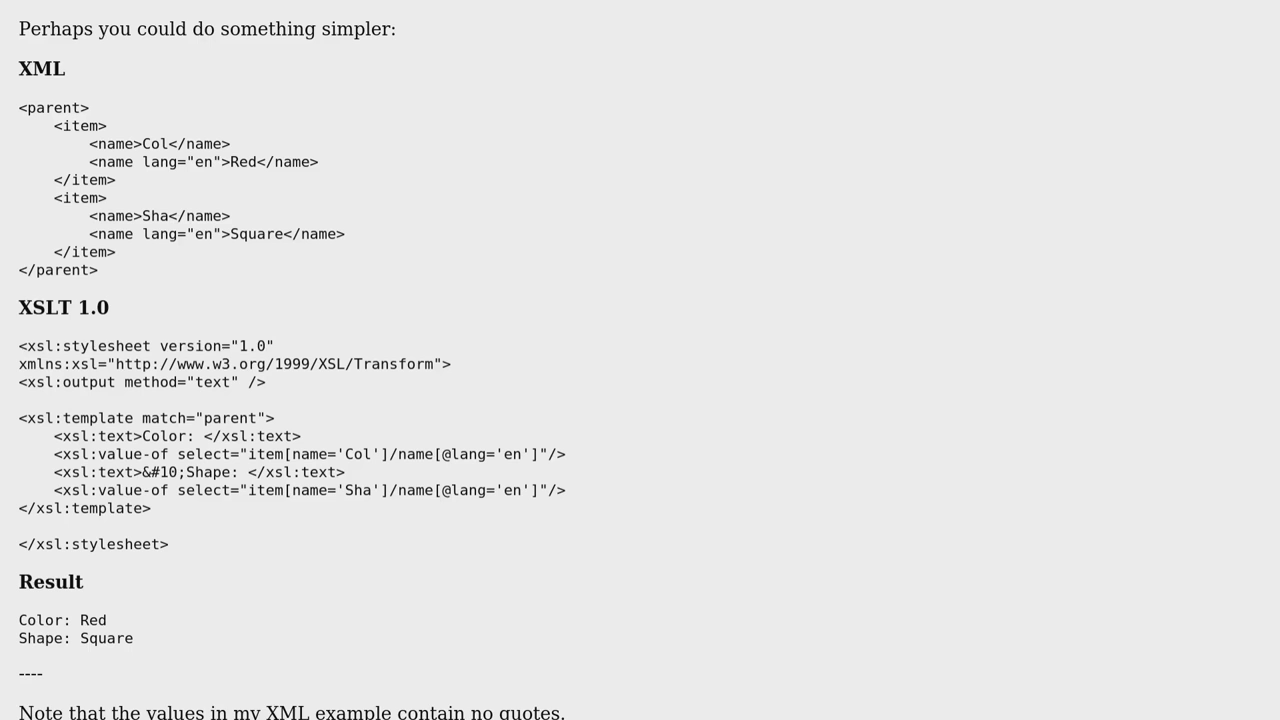 Perhaps you could do something simpler:
XML
<parent>
    <item>
        <name>Col</name>
        <name lang="en">Red</name>
    </item>
    <item>
        <name>Sha</name>
        <name lang="en">Square</name>
    </item>
</parent>
XSLT 1.0
<xsl:stylesheet version="1.0"
xmlns:xsl="http://www.w3.org/1999/XSL/Transform">
<xsl:output method="text" />
<xsl:template match="parent">
    <xsl:text>Color: </xsl:text>
    <xsl:value-of select="item[name='Col']/name[@lang='en']"/>
    <xsl:text>&#10;Shape: </xsl:text>
    <xsl:value-of select="item[name='Sha']/name[@lang='en']"/>
</xsl:template>
</xsl:stylesheet>
Result
Color: Red
Shape: Square
----
Note that the values in my XML example contain no quotes.